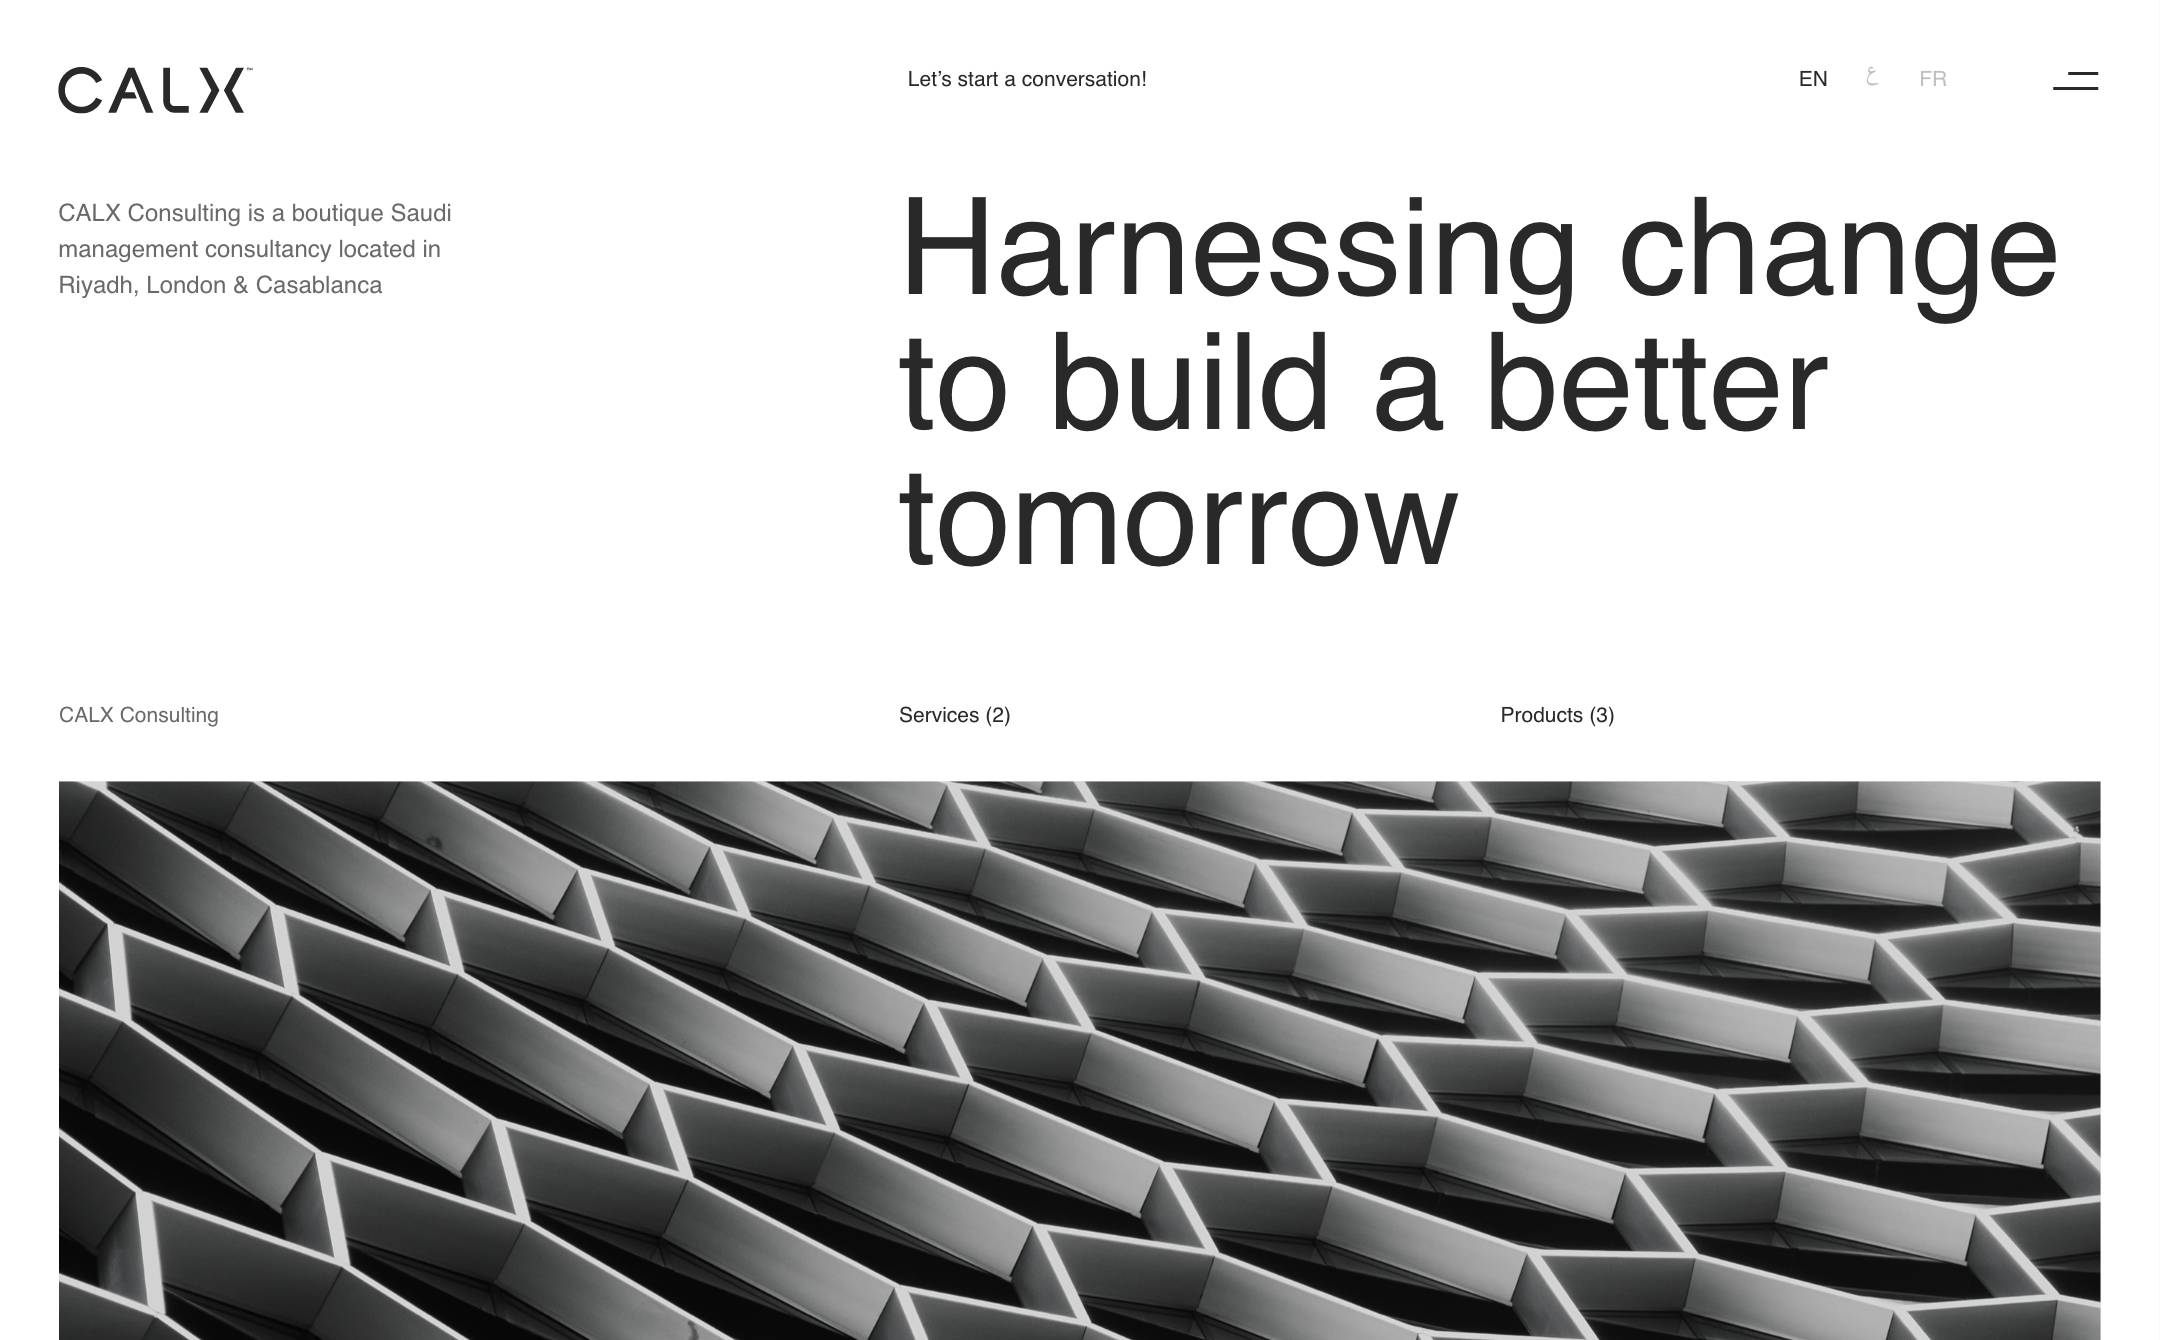 CALX™
Let’s start a conversation!
EN ع FR
CALX Consulting is a boutique Saudi
management consultancy located in
Riyadh, London & Casablanca
Harnessing change
to build a better
tomorrow
CALX Consulting
Services (2)
Products (3)